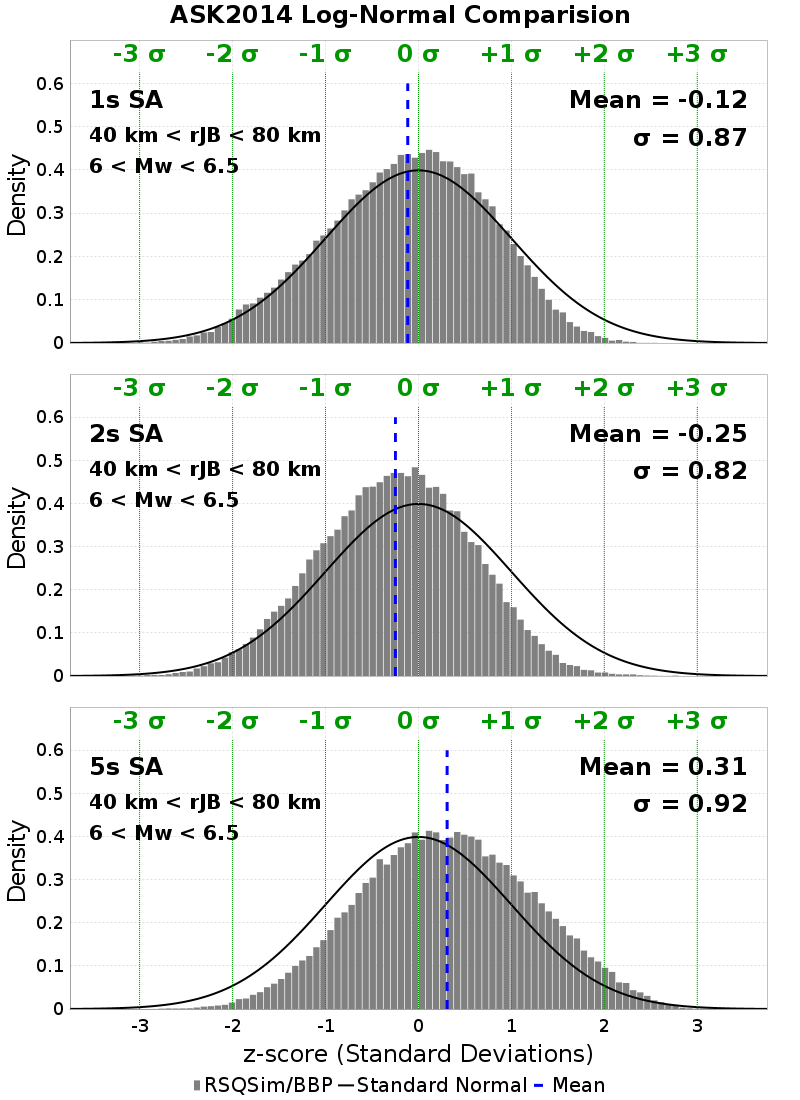 ASK2014 Log-Normal Comparision
-3 σ -2 σ -1 σ 0 σ +1 σ +2 σ +3 σ
1s SA
Mean = -0.12
40 km < rJB < 80 km
σ = 0.87
6 < Mw < 6.5
Density
0.6
0.5
0.4
0.3
0.2
0.1
0
-3 σ -2 σ -1 σ 0 σ +1 σ +2 σ +3 σ
2s SA
Mean = -0.25
40 km < rJB < 80 km
σ = 0.82
6 < Mw < 6.5
Density
0.6
0.5
0.4
0.3
0.2
0.1
0
-3 σ -2 σ -1 σ 0 σ +1 σ +2 σ +3 σ
5s SA
Mean = 0.31
40 km < rJB < 80 km
σ = 0.92
6 < Mw < 6.5
Density
0.6
0.5
0.4
0.3
0.2
0.1
0
-3 -2 -1 0 1 2 3
z-score (Standard Deviations)
RSQSim/BBP Standard Normal Mean